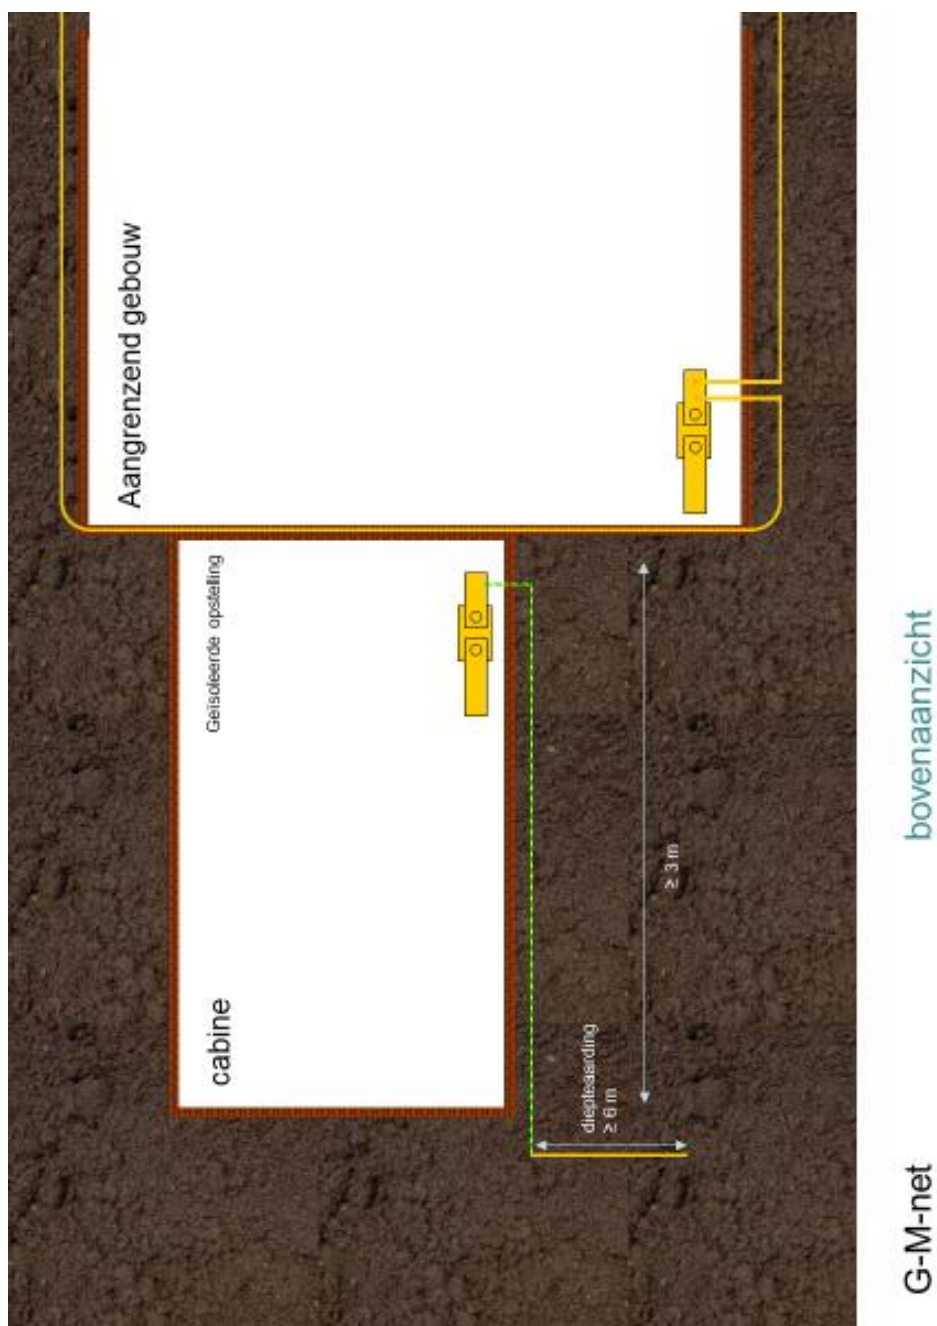 Aangrenzend gebouw
Geïsoleerde opstelling
cabine
≥ 3 m
diepteaarding
≥ 6 m
G-M-net
bovenaanzicht